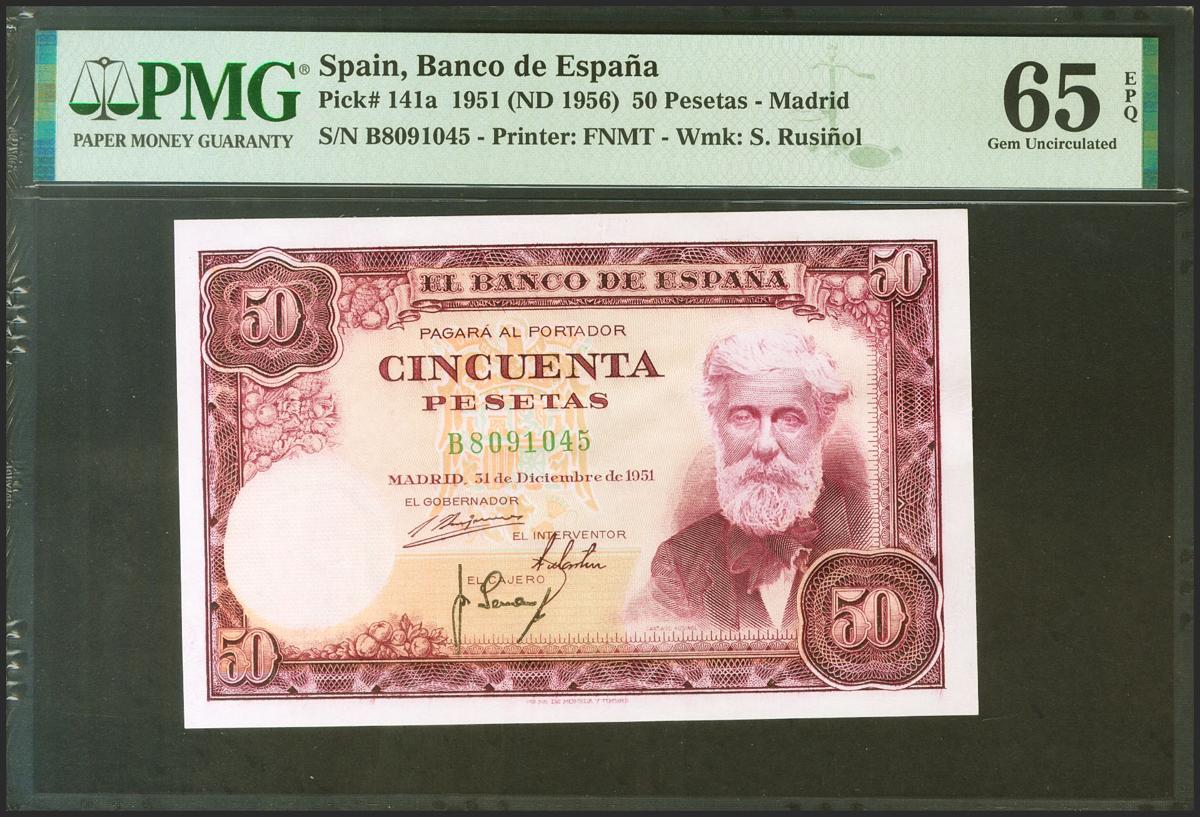 PMG®
PAPER MONEY GUARANTY
Spain, Banco de España
Pick# 141a 1951 (ND 1956) 50 Pesetas - Madrid
S/N B8091045 - Printer: FNMT - Wmk: S. Rusiñol
65
EPQ
Gem Uncirculated
50
EL BANCO DE ESPAÑA
50
PAGARÁ AL PORTADOR
CINCUENTA
PESETAS
B8091045
MADRID, 31 de Diciembre de 1951
EL GOBERNADOR
EL INTERVENTOR
EL CAJERO
50
50